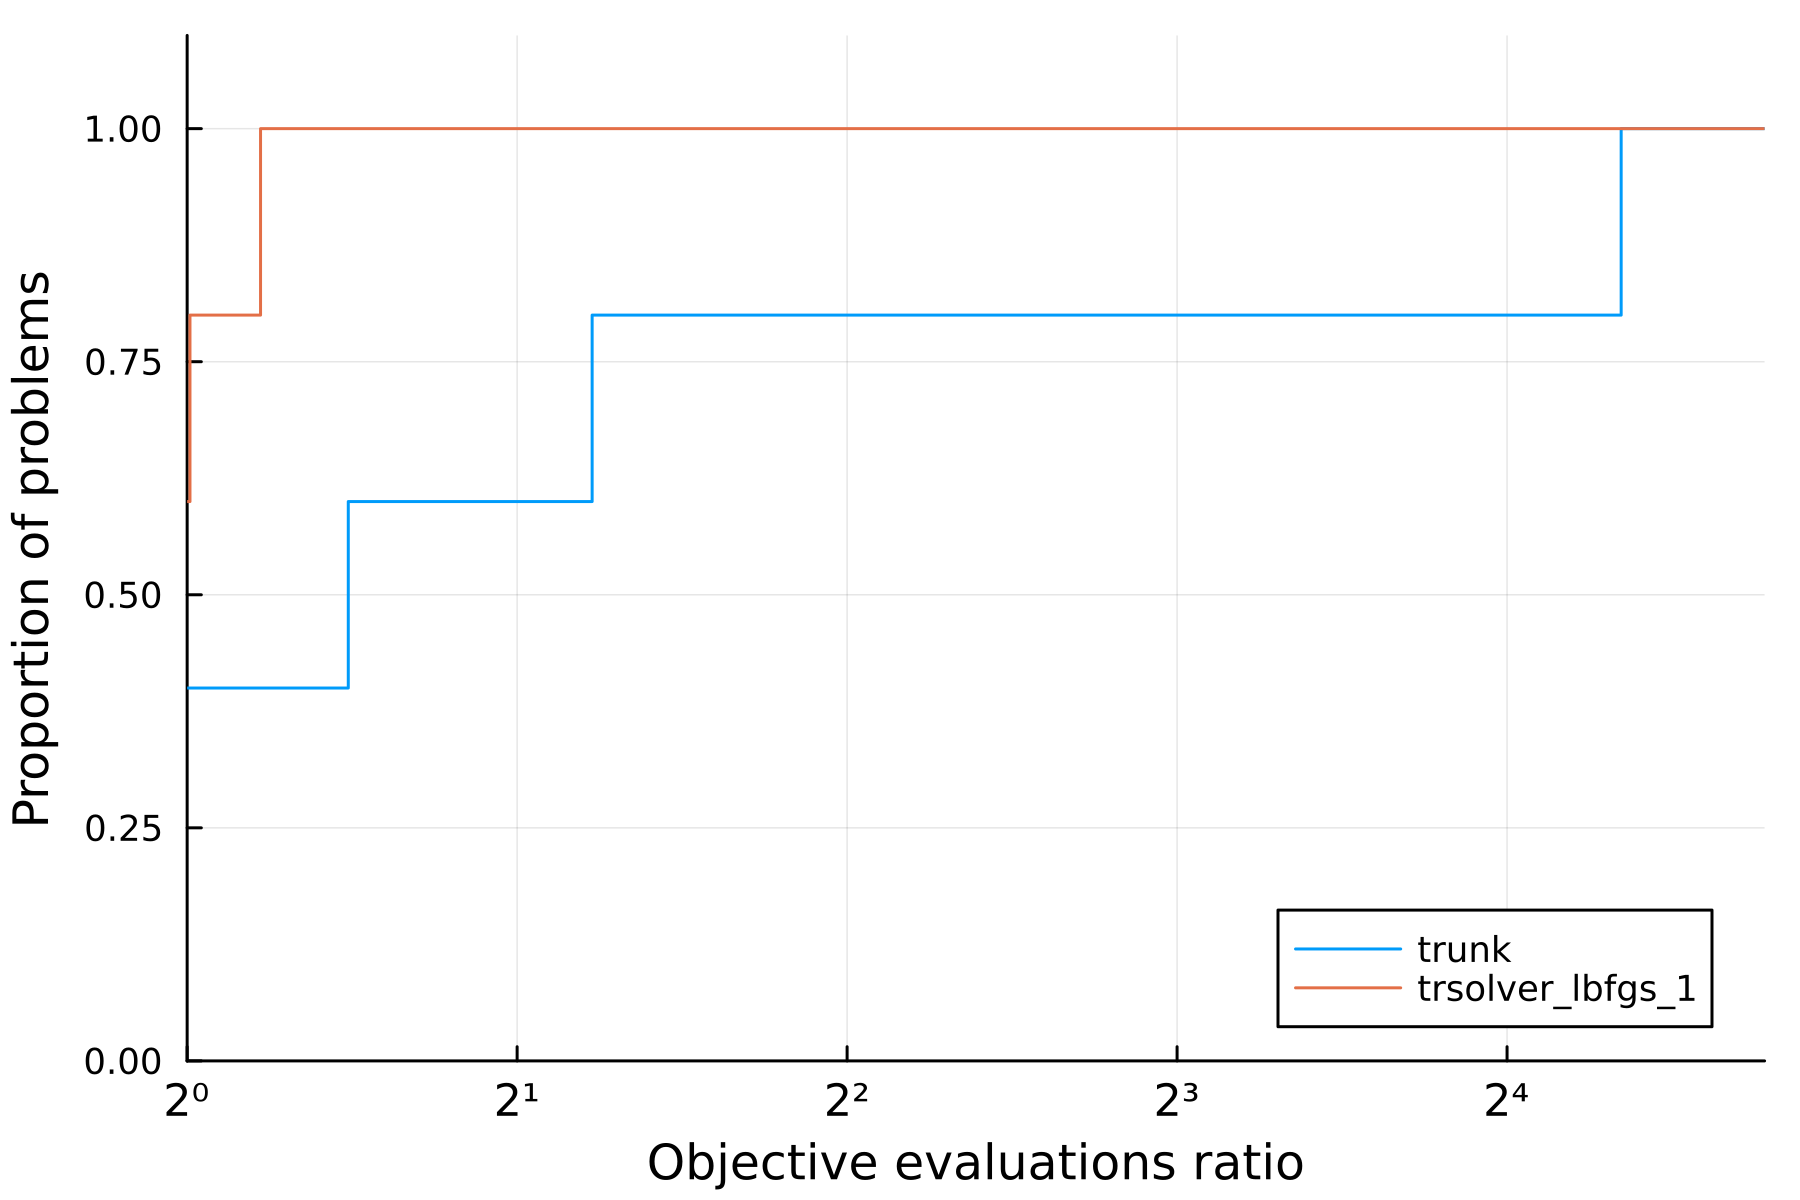 Proportion of problems
1.00
0.75
0.50
0.25
0.00
2⁰ 2¹ 2² 2³ 2⁴
Objective evaluations ratio
trunk
trsolver_lbfgs_1